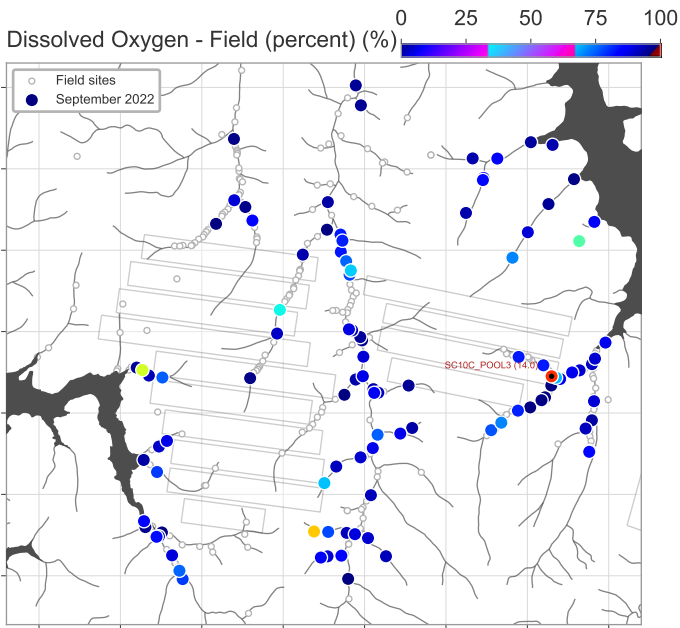 Dissolved Oxygen - Field (percent) (%)
0 25 50 75 100
Field sites
September 2022
SC10C_POOL3 (14.0)